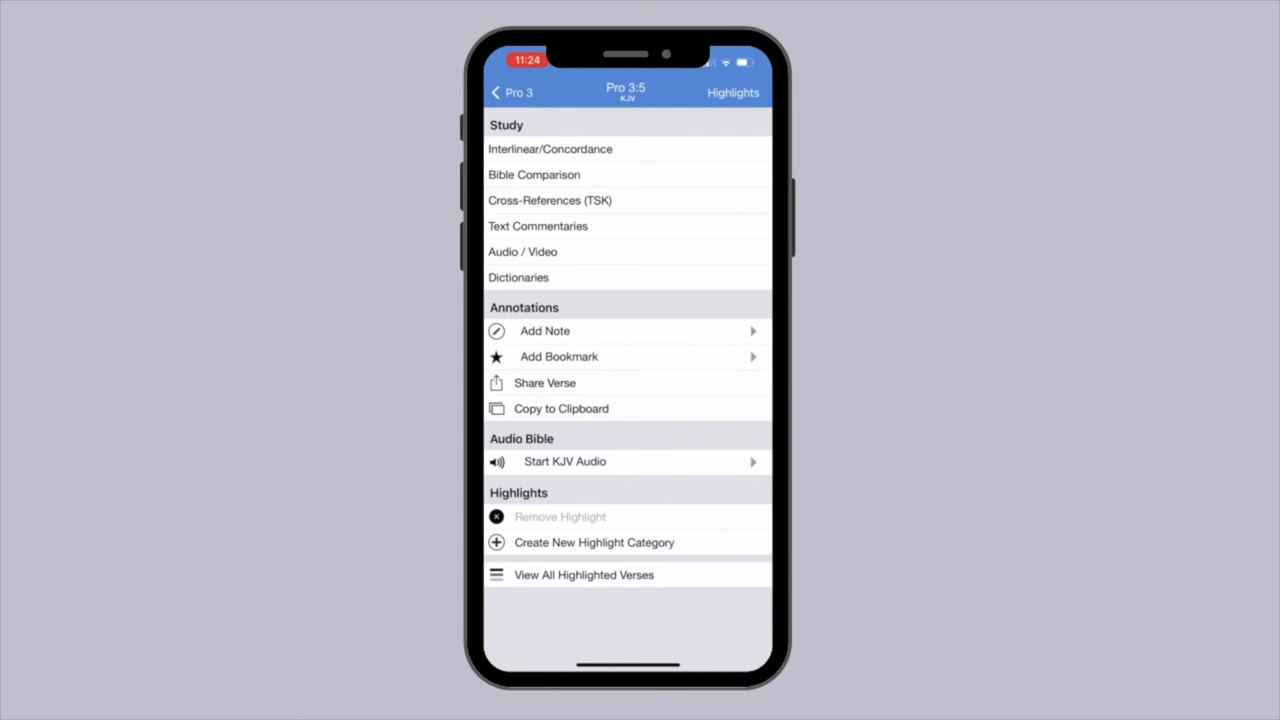 11:24
Pro 3
Pro 3:5
KJV
Highlights
Study
Interlinear/Concordance
Bible Comparison
Cross-References (TSK)
Text Commentaries
Audio / Video
Dictionaries
Annotations
Add Note
Add Bookmark
Share Verse
Copy to Clipboard
Audio Bible
Start KJV Audio
Highlights
Remove Highlight
Create New Highlight Category
View All Highlighted Verses